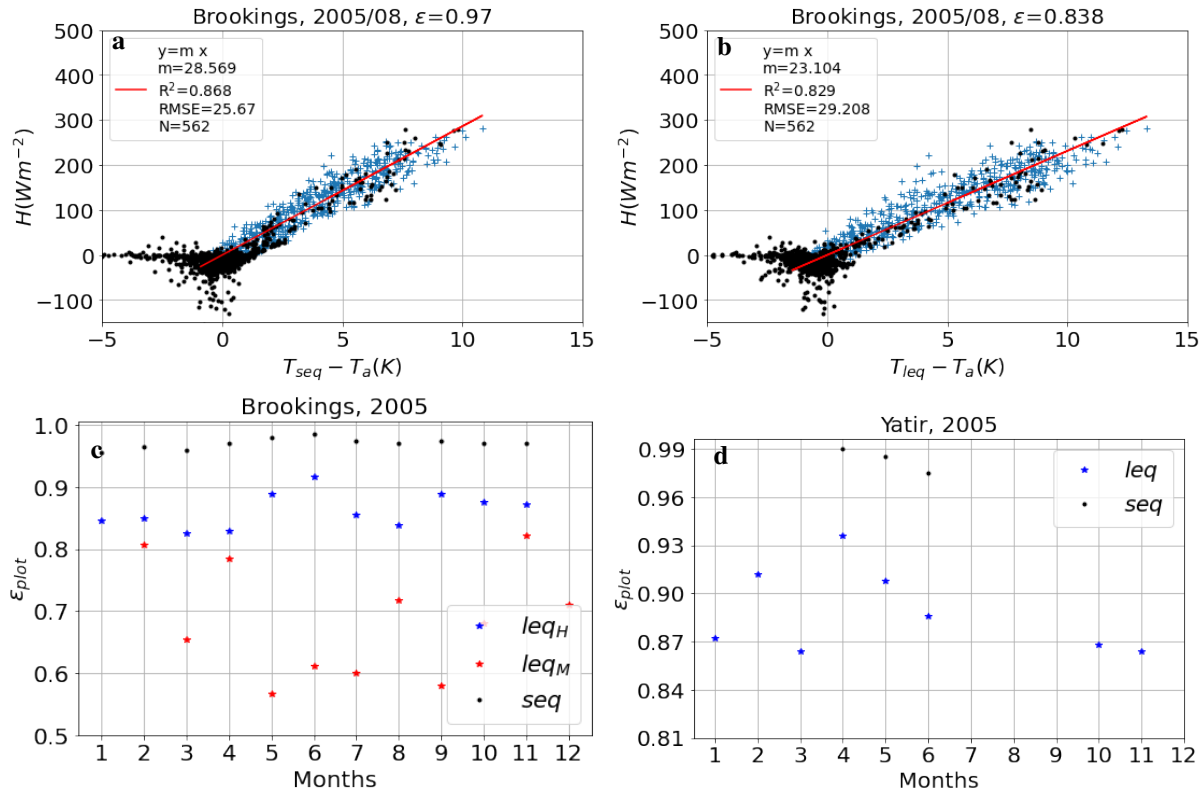 Brookings, 2005/08, ε=0.97
a
y=m x
m=28.569
R²=0.868
RMSE=25.67
N=562
500
400
300
200
100
0
−100
H(Wm⁻²)
−5 0 5 10 15
T_seq − T_a(K)
Brookings, 2005/08, ε=0.838
b
y=m x
m=23.104
R²=0.829
RMSE=29.208
N=562
500
400
300
200
100
0
−100
H(Wm⁻²)
−5 0 5 10 15
T_leq − T_a(K)
Brookings, 2005
c
1.0
0.9
0.8
0.7
0.6
0.5
ε_plot
leq_H
leq_M
seq
1 2 3 4 5 6 7 8 9 10 11 12
Months
Yatir, 2005
d
0.99
0.96
0.93
0.90
0.87
0.84
0.81
ε_plot
leq
seq
1 2 3 4 5 6 7 8 9 10 11 12
Months